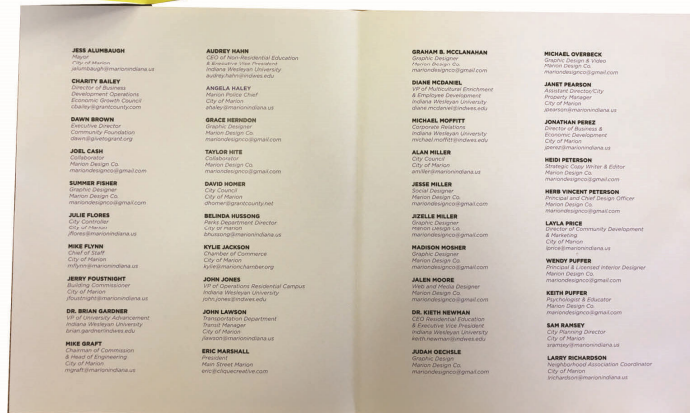 JESS ALUMBAUGH
Mayor
City of Marion
jalumbaugh@marionindiana.us
CHARITY BAILEY
Director of Business
Development Operations
Economic Growth Council
cbailey@grantcounty.com
DAWN BROWN
Executive Director
Community Foundation
dawn@givetogrant.org
JOEL CASH
Collaborator
Marion Design Co.
mariondesignco@gmail.com
SUMMER FISHER
Graphic Designer
Marion Design Co.
mariondesignco@gmail.com
JULIE FLORES
City Controller
City of Marion
jflores@marionindiana.us
MIKE FLYNN
Chief of Staff
City of Marion
mflynn@marionindiana.us
JERRY FOUSTNIGHT
Building Commissioner
City of Marion
jfoustnight@marionindiana.us
DR. BRIAN GARDNER
VP of University Advancement
Indiana Wesleyan University
brian.gardner@indwes.edu
MIKE GRAFT
Chairman of Commission
& Head of Engineering
City of Marion
mgraft@marionindiana.us
AUDREY HAHN
CEO of Non-Residential Education
& Executive Vice President
Indiana Wesleyan University
audrey.hahn@indwes.edu
ANGELA HALEY
Marion Police Chief
City of Marion
ahaley@marionindiana.us
GRACE HERNDON
Graphic Designer
Marion Design Co.
mariondesignco@gmail.com
TAYLOR HITE
Collaborator
Marion Design Co.
mariondesignco@gmail.com
DAVID HOMER
City Council
City of Marion
dhomer@grantcounty.net
BELINDA HUSSONG
Parks Department Director
City of Marion
bhussong@marionindiana.us
KYLIE JACKSON
Chamber of Commerce
City of Marion
kylie@marionchamber.org
JOHN JONES
VP of Operations Residential Campus
Indiana Wesleyan University
john.jones@indwes.edu
JOHN LAWSON
Transportation Department
Transit Manager
City of Marion
jlawson@marionindiana.us
ERIC MARSHALL
President
Main Street Marion
eric@cliquecreative.com
GRAHAM B. MCCLANAHAN
Graphic Designer
Marion Design Co.
mariondesignco@gmail.com
DIANE MCDANIEL
VP of Multicultural Enrichment
& Employee Development
Indiana Wesleyan University
diane.mcdaniel@indwes.edu
MICHAEL MOFFITT
Corporate Relations
Indiana Wesleyan University
michael.moffitt@indwes.edu
ALAN MILLER
City Council
City of Marion
amiller@marionindiana.us
JESSE MILLER
Social Designer
Marion Design Co.
mariondesignco@gmail.com
JIZELLE MILLER
Graphic Designer
Marion Design Co.
mariondesignco@gmail.com
MADISON MOSHER
Graphic Designer
Marion Design Co.
mariondesignco@gmail.com
JALEN MOORE
Web and Media Designer
Marion Design Co.
mariondesignco@gmail.com
DR. KIETH NEWMAN
CEO Residential Education
& Executive Vice President
Indiana Wesleyan University
keith.newman@indwes.edu
JUDAH OECHSLE
Graphic Design
Marion Design Co.
mariondesignco@gmail.com
MICHAEL OVERBECK
Graphic Design & Video
Marion Design Co.
mariondesignco@gmail.com
JANET PEARSON
Assistant Director/City
Property Manager
City of Marion
jpearson@marionindiana.us
JONATHAN PEREZ
Director of Business &
Economic Development
City of Marion
jperez@marionindiana.us
HEIDI PETERSON
Strategic Copy Writer & Editor
Marion Design Co.
mariondesignco@gmail.com
HERB VINCENT PETERSON
Principal and Chief Design Officer
Marion Design Co.
mariondesignco@gmail.com
LAYLA PRICE
Director of Community Development
& Marketing
City of Marion
lprice@marionindiana.us
WENDY PUFFER
Principal & Licensed Interior Designer
Marion Design Co.
mariondesignco@gmail.com
KEITH PUFFER
Psychologist & Educator
Marion Design Co.
mariondesignco@gmail.com
SAM RAMSEY
City Planning Director
City of Marion
sramsey@marionindiana.us
LARRY RICHARDSON
Neighborhood Association Coordinator
City of Marion
lrichardson@marionindiana.us